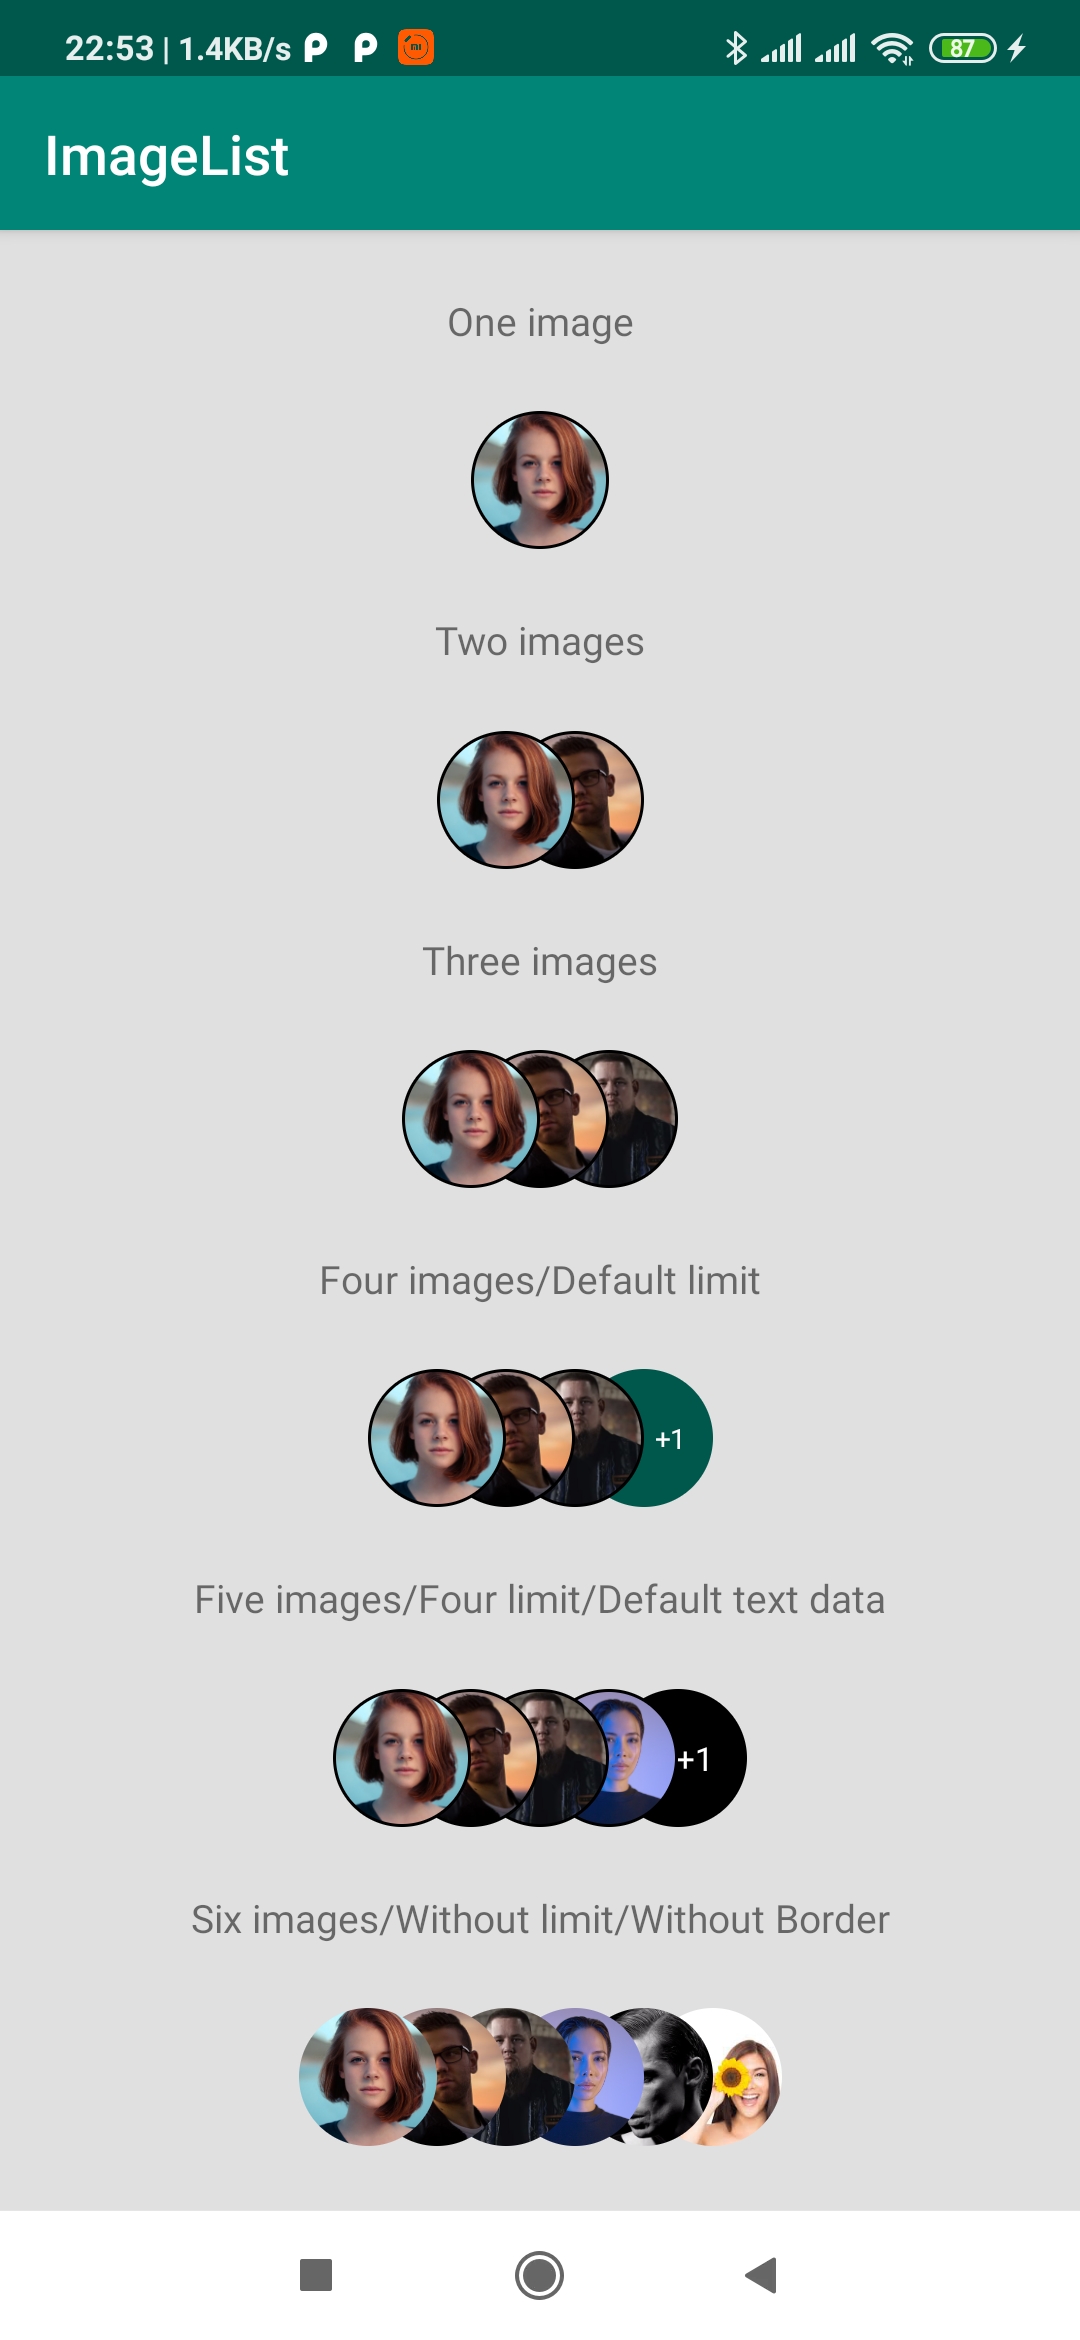 22:53 | 1.4KB/s
87
ImageList
One image
Two images
Three images
Four images/Default limit
+1
Five images/Four limit/Default text data
+1
Six images/Without limit/Without Border